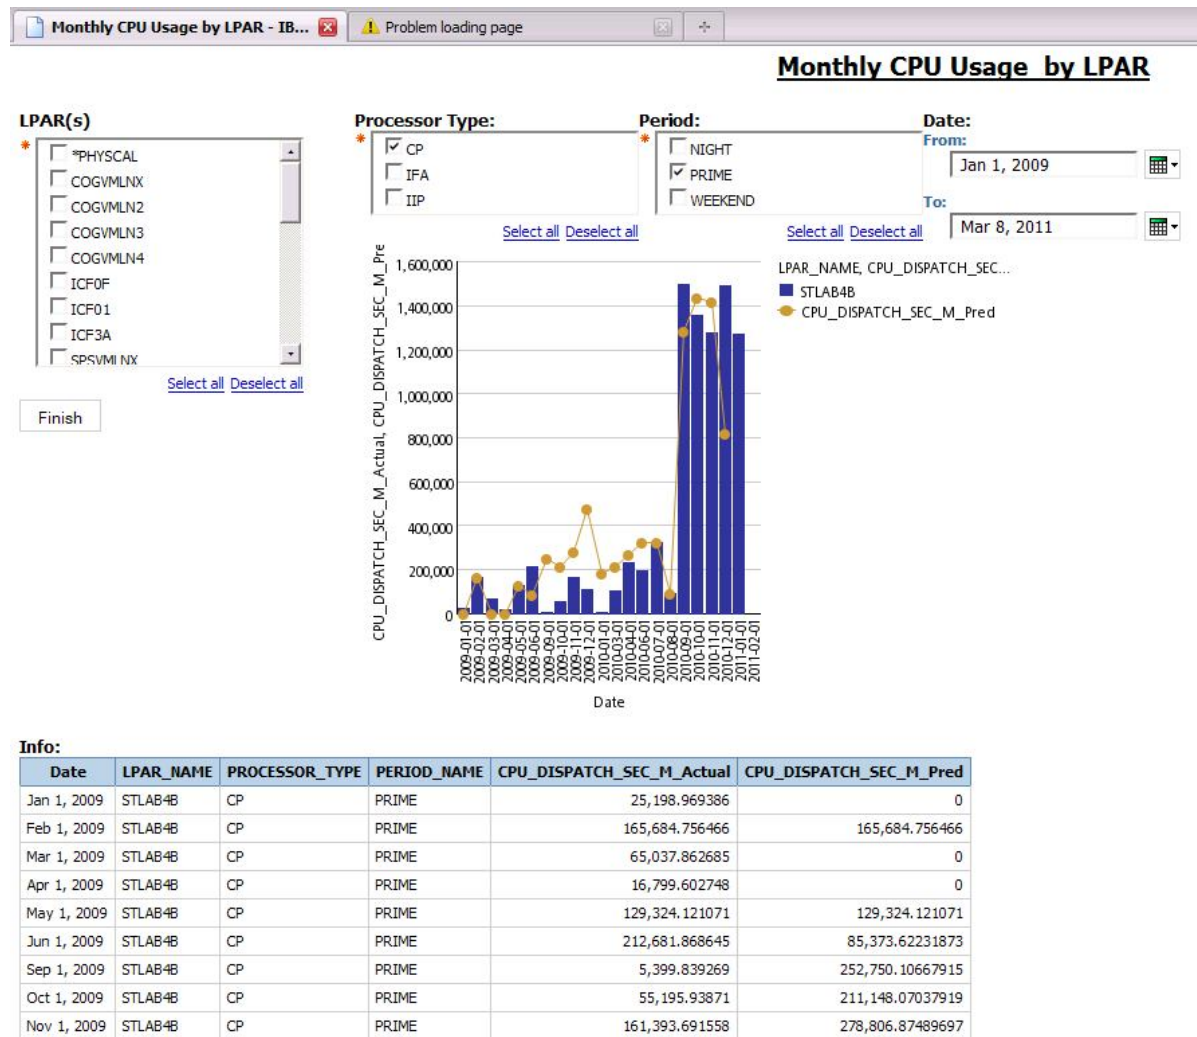 Monthly CPU Usage by LPAR - IB...
Problem loading page
Monthly CPU Usage by LPAR
LPAR(s)
*PHYSCAL
COGVMLNX
COGVMLN2
COGVMLN3
COGVMLN4
ICF0F
ICF01
ICF3A
SPSVMLNX
Select all Deselect all
Finish
Processor Type:
CP
IFA
IIP
Select all Deselect all
Period:
NIGHT
PRIME
WEEKEND
Select all Deselect all
Date:
From:
Jan 1, 2009
To:
Mar 8, 2011
CPU_DISPATCH_SEC_M_Actual, CPU_DISPATCH_SEC_M_Pre
1,600,000
1,400,000
1,200,000
1,000,000
800,000
600,000
400,000
200,000
0
2009-01-01
2009-02-01
2009-03-01
2009-04-01
2009-05-01
2009-06-01
2009-09-01
2009-10-01
2009-11-01
2009-12-01
2010-01-01
2010-03-01
2010-04-01
2010-06-01
2010-07-01
2010-08-01
2010-09-01
2010-10-01
2010-11-01
2010-12-01
2011-01-01
2011-02-01
Date
LPAR_NAME, CPU_DISPATCH_SEC...
STLAB4B
CPU_DISPATCH_SEC_M_Pred
Info:
Date LPAR_NAME PROCESSOR_TYPE PERIOD_NAME CPU_DISPATCH_SEC_M_Actual CPU_DISPATCH_SEC_M_Pred
Jan 1, 2009 STLAB4B CP PRIME 25,198.969386 0
Feb 1, 2009 STLAB4B CP PRIME 165,684.756466 165,684.756466
Mar 1, 2009 STLAB4B CP PRIME 65,037.862685 0
Apr 1, 2009 STLAB4B CP PRIME 16,799.602748 0
May 1, 2009 STLAB4B CP PRIME 129,324.121071 129,324.121071
Jun 1, 2009 STLAB4B CP PRIME 212,681.868645 85,373.62231873
Sep 1, 2009 STLAB4B CP PRIME 5,399.839269 252,750.10667915
Oct 1, 2009 STLAB4B CP PRIME 55,195.93871 211,148.07037919
Nov 1, 2009 STLAB4B CP PRIME 161,393.691558 278,806.87489697